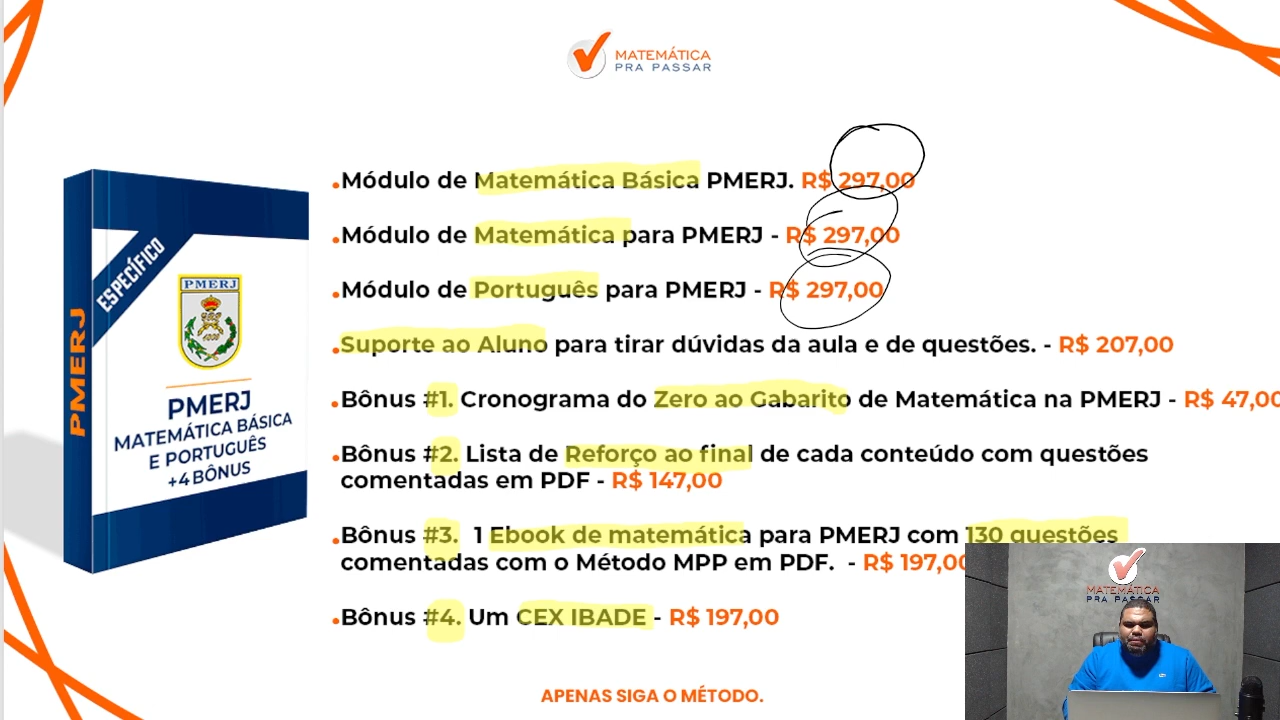 MATEMÁTICA
PRA PASSAR
•Módulo de Matemática Básica PMERJ. R$ 297,00
•Módulo de Matemática para PMERJ - R$ 297,00
•Módulo de Português para PMERJ - R$ 297,00
•Suporte ao Aluno para tirar dúvidas da aula e de questões. - R$ 207,00
•Bônus #1. Cronograma do Zero ao Gabarito de Matemática na PMERJ - R$ 47,00
•Bônus #2. Lista de Reforço ao final de cada conteúdo com questões
comentadas em PDF - R$ 147,00
•Bônus #3. 1 Ebook de matemática para PMERJ com 130 questões
comentadas com o Método MPP em PDF. - R$ 197,00
•Bônus #4. Um CEX IBADE - R$ 197,00
APENAS SIGA O MÉTODO.
PMERJ
ESPECÍFICO
PMERJ
PMERJ
MATEMÁTICA BÁSICA
E PORTUGUÊS
+4 BÔNUS
MATEMÁTICA
PRA PASSAR